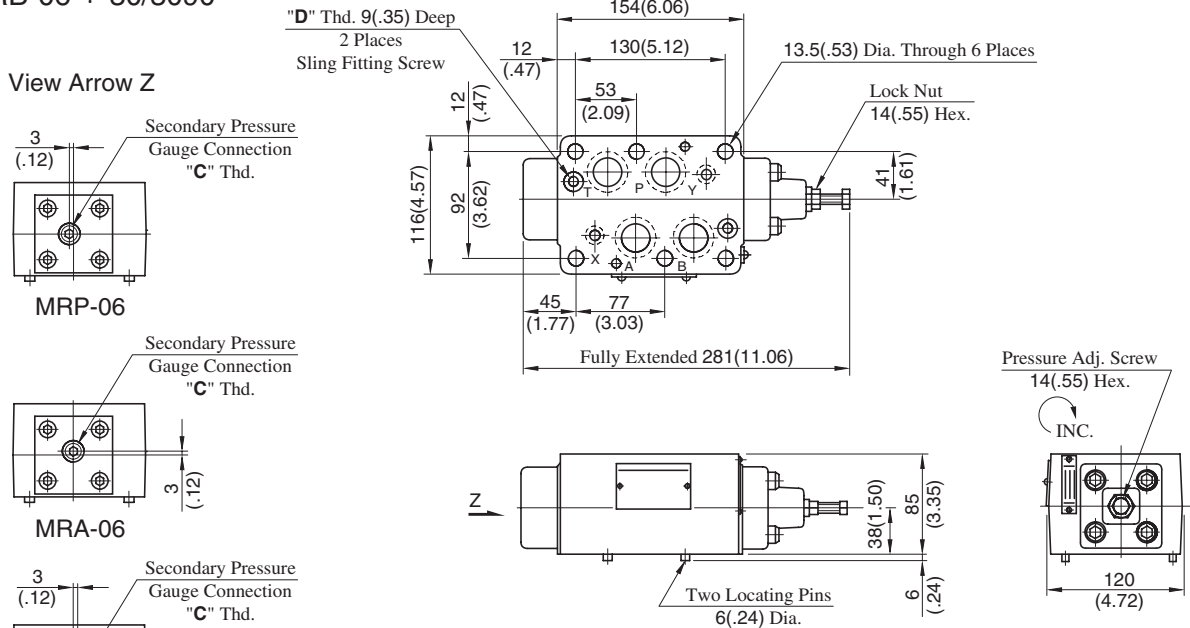 154(6.06)
"D" Thd. 9(.35) Deep
2 Places
Sling Fitting Screw
12
(.47)
130(5.12)
13.5(.53) Dia. Through 6 Places
53
(2.09)
Lock Nut
14(.55) Hex.
12
(.47)
116(4.57)
92
(3.62)
41
(1.61)
T
P
Y
X
A
B
45
(1.77)
77
(3.03)
Fully Extended 281(11.06)
View Arrow Z
3
(.12)
Secondary Pressure
Gauge Connection
"C" Thd.
MRP-06
Secondary Pressure
Gauge Connection
"C" Thd.
3
(.12)
MRA-06
3
(.12)
Secondary Pressure
Gauge Connection
"C" Thd.
Z
38(1.50)
85
(3.35)
6
(.24)
Two Locating Pins
6(.24) Dia.
Pressure Adj. Screw
14(.55) Hex.
INC.
120
(4.72)